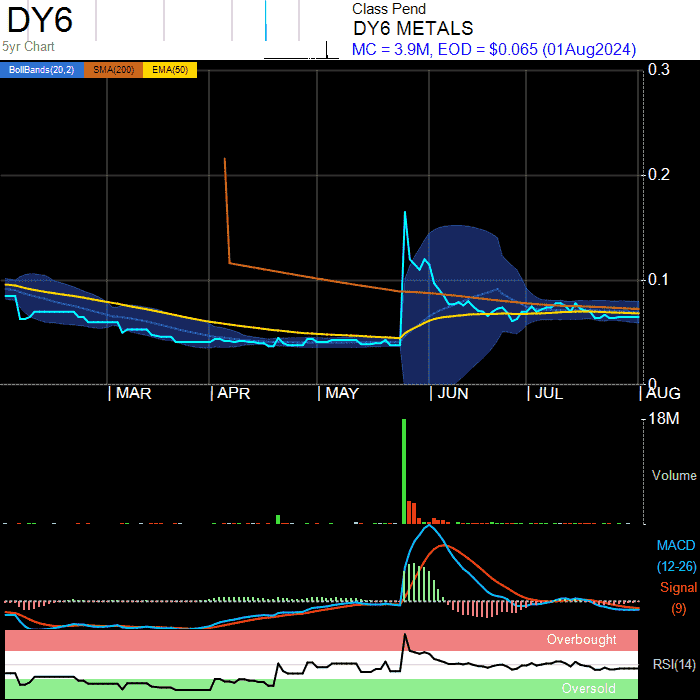 DY6
5yr Chart
Class Pend
DY6 METALS
MC = 3.9M, EOD = $0.065 (01Aug2024)
BollBands(20,2) SMA(200) EMA(50)
0.3
0.2
0.1
0
MAR APR MAY JUN JUL AUG
18M
Volume
MACD
(12-26)
Signal
(9)
Overbought
RSI(14)
Oversold